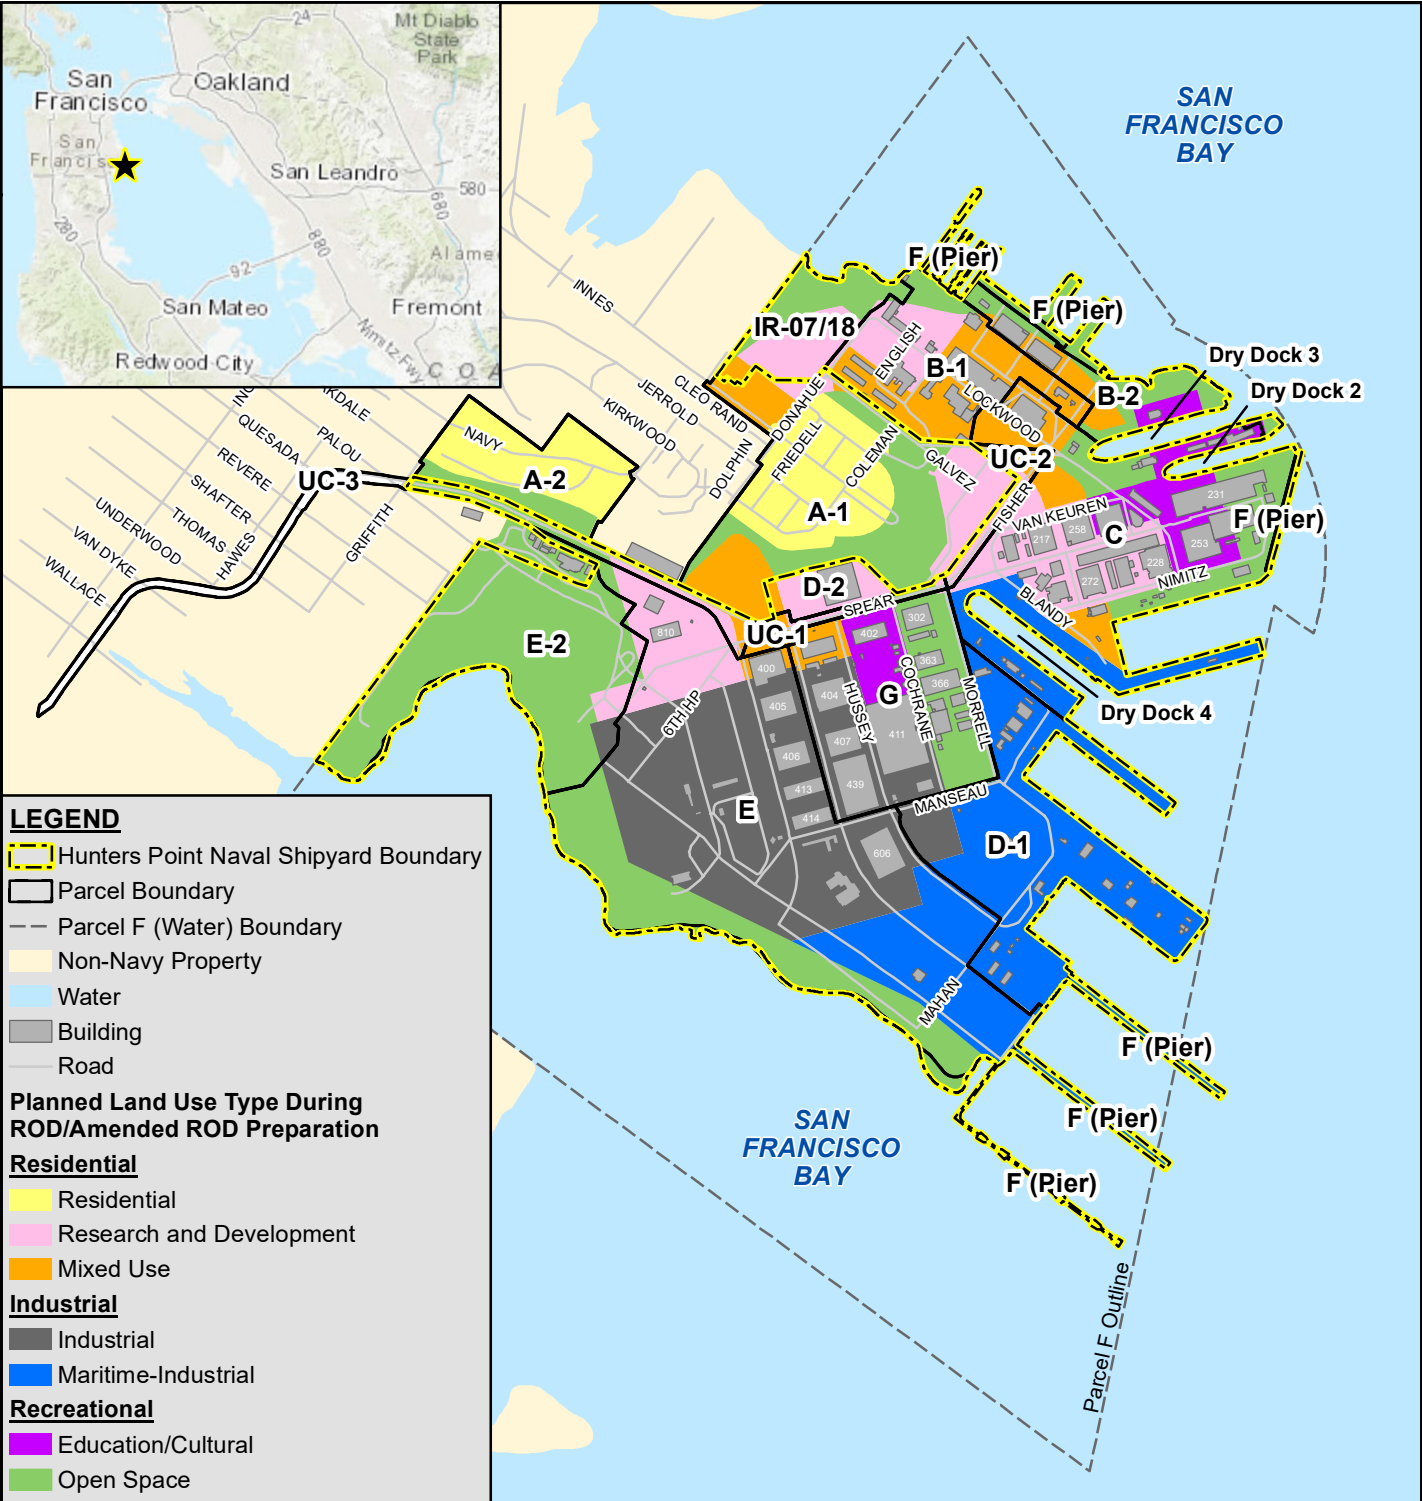 24
Mt Diablo
State
Park
San
Francisco
Oakland
San
Francisc
San Leandro
580
680
280
880
Alame
92
San Mateo
Fremont
Nimitz Fwy
Redwood City
C O A
SAN
FRANCISCO
BAY
F (Pier)
F (Pier)
INNES
IR-07/18
ENGLISH
B-1
Dry Dock 3
Dry Dock 2
CLEO RAND
JERROLD
KIRKWOOD
DONAHUE
LOCKWOOD
B-2
ING
KDALE
QUESADA
PALOU
REVERE
NAVY
DOLPHIN
FRIEDELL
COLEMAN
GALVEZ
UC-2
UC-3
A-2
A-1
SHAFTER
UNDERWOOD
THOMAS
VAN DYKE
HAWES
GRIFFITH
WALLACE
FISHER
VAN KEUREN
231
F (Pier)
217
258
C
253
228
272
NIMITZ
BLANDY
D-2
SPEAR
E-2
810
UC-1
402
302
400
363
366
COCHRANE
MORRELL
404
HUSSEY
G
405
6TH HP
Dry Dock 4
407
411
406
439
413
MANSEAU
414
E
606
D-1
MAHAN
F (Pier)
F (Pier)
F (Pier)
SAN
FRANCISCO
BAY
Parcel F Outline
LEGEND
Hunters Point Naval Shipyard Boundary
Parcel Boundary
Parcel F (Water) Boundary
Non-Navy Property
Water
Building
Road
Planned Land Use Type During
ROD/Amended ROD Preparation
Residential
Residential
Research and Development
Mixed Use
Industrial
Industrial
Maritime-Industrial
Recreational
Education/Cultural
Open Space